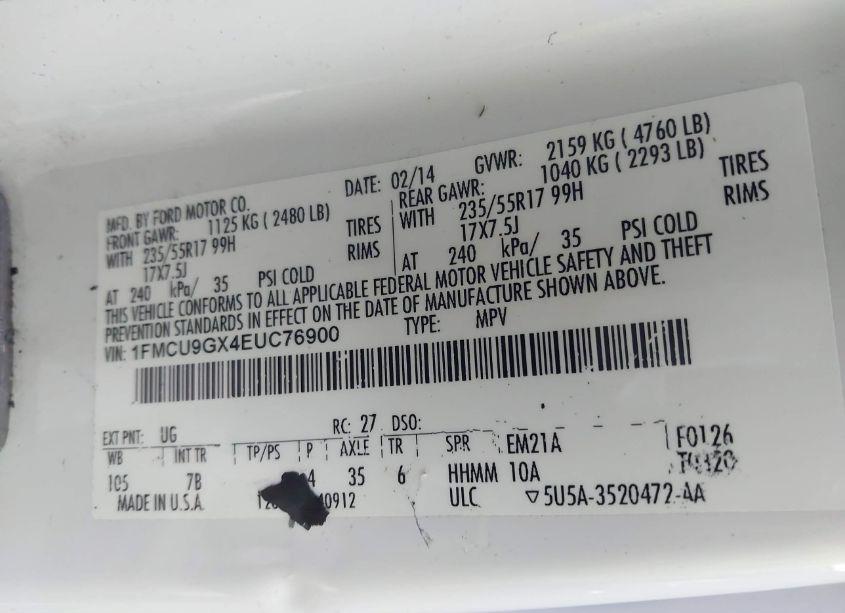 MFD. BY FORD MOTOR CO.
DATE: 02/14 GVWR: 2159 KG ( 4760 LB)
FRONT GAWR: 1125 KG ( 2480 LB)
WITH 235/55R17 99H TIRES
17X7.5J RIMS
AT 240 kPa/ 35 PSI COLD
REAR GAWR: 1040 KG ( 2293 LB)
WITH 235/55R17 99H TIRES
17X7.5J RIMS
AT 240 kPa/ 35 PSI COLD
THIS VEHICLE CONFORMS TO ALL APPLICABLE FEDERAL MOTOR VEHICLE SAFETY AND THEFT
PREVENTION STANDARDS IN EFFECT ON THE DATE OF MANUFACTURE SHOWN ABOVE.
VIN: 1FMCU9GX4EUC76900 TYPE: MPV
EXT PNT: UG RC: 27 DSO:
WB INT TR TP/PS P AXLE TR SPR EM21A F0126
105 7B 4 35 6 HHMM 10A
MADE IN U.S.A. ULC 5U5A-3520472-AA